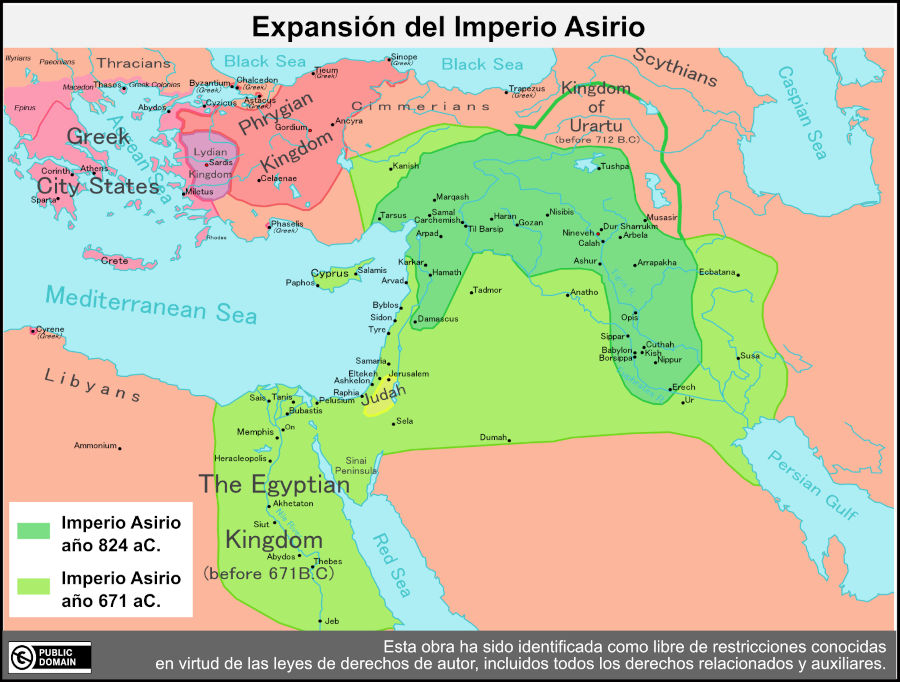 Expansión del Imperio Asirio
Illyrians
Paeonians
Thracians
Black Sea
Black Sea
Sinope
(Greek)
Scythians
Caspian Sea
Macedon
Thasos
Greek Colonies
Byzantium
(Greek)
Chalcedon
(Greek)
Tieum
(Greek)
Trapezus
(Greek)
Kingdom
of
Urartu
(before 712 B.C)
Epirus
Abydos
Cyzicus
Astacus
(Greek)
Phrygian
Kingdom
Cimmerians
Gordium
Ancyra
Greek
City States
Aegean Sea
Lydian
Kingdom
Sardis
Celaenae
Miletus
Corinth
Athens
Sparta
Kanish
Tushpa
Phaselis
(Greek)
Rhodes
Crete
Marqash
Tarsus
Samal
Carchemish
Til Barsip
Arpad
Haran
Gozan
Nisibis
Musasir
Dur Sharrukin
Nineveh
Arbela
Calah
Ashur
Arrapakha
Ecbatana
Cyprus
Salamis
Paphos
Karkar
Hamath
Arvad
Tadmor
Anatho
Mediterranean Sea
Byblos
Sidon
Tyre
Damascus
Opis
Sippar
Cuthah
Babylon
Kish
Borsippa
Nippur
Susa
Erech
Ur
Cyrene
(Greek)
Libyans
Samaria
Eltekeh
Jerusalem
Ashkelon
Raphia
Judah
Pelusium
Sais
Tanis
Bubastis
On
Memphis
Sela
Dumah
Ammonium
Heracleopolis
Sinai
Peninsula
The Egyptian
Kingdom
(before 671B.C)
Persian Gulf
Akhetaton
Siut
Abydos
Thebes
Red Sea
Jeb
Imperio Asirio
año 824 aC.
Imperio Asirio
año 671 aC.
PUBLIC
DOMAIN
Esta obra ha sido identificada como libre de restricciones conocidas
en virtud de las leyes de derechos de autor, incluidos todos los derechos relacionados y auxiliares.